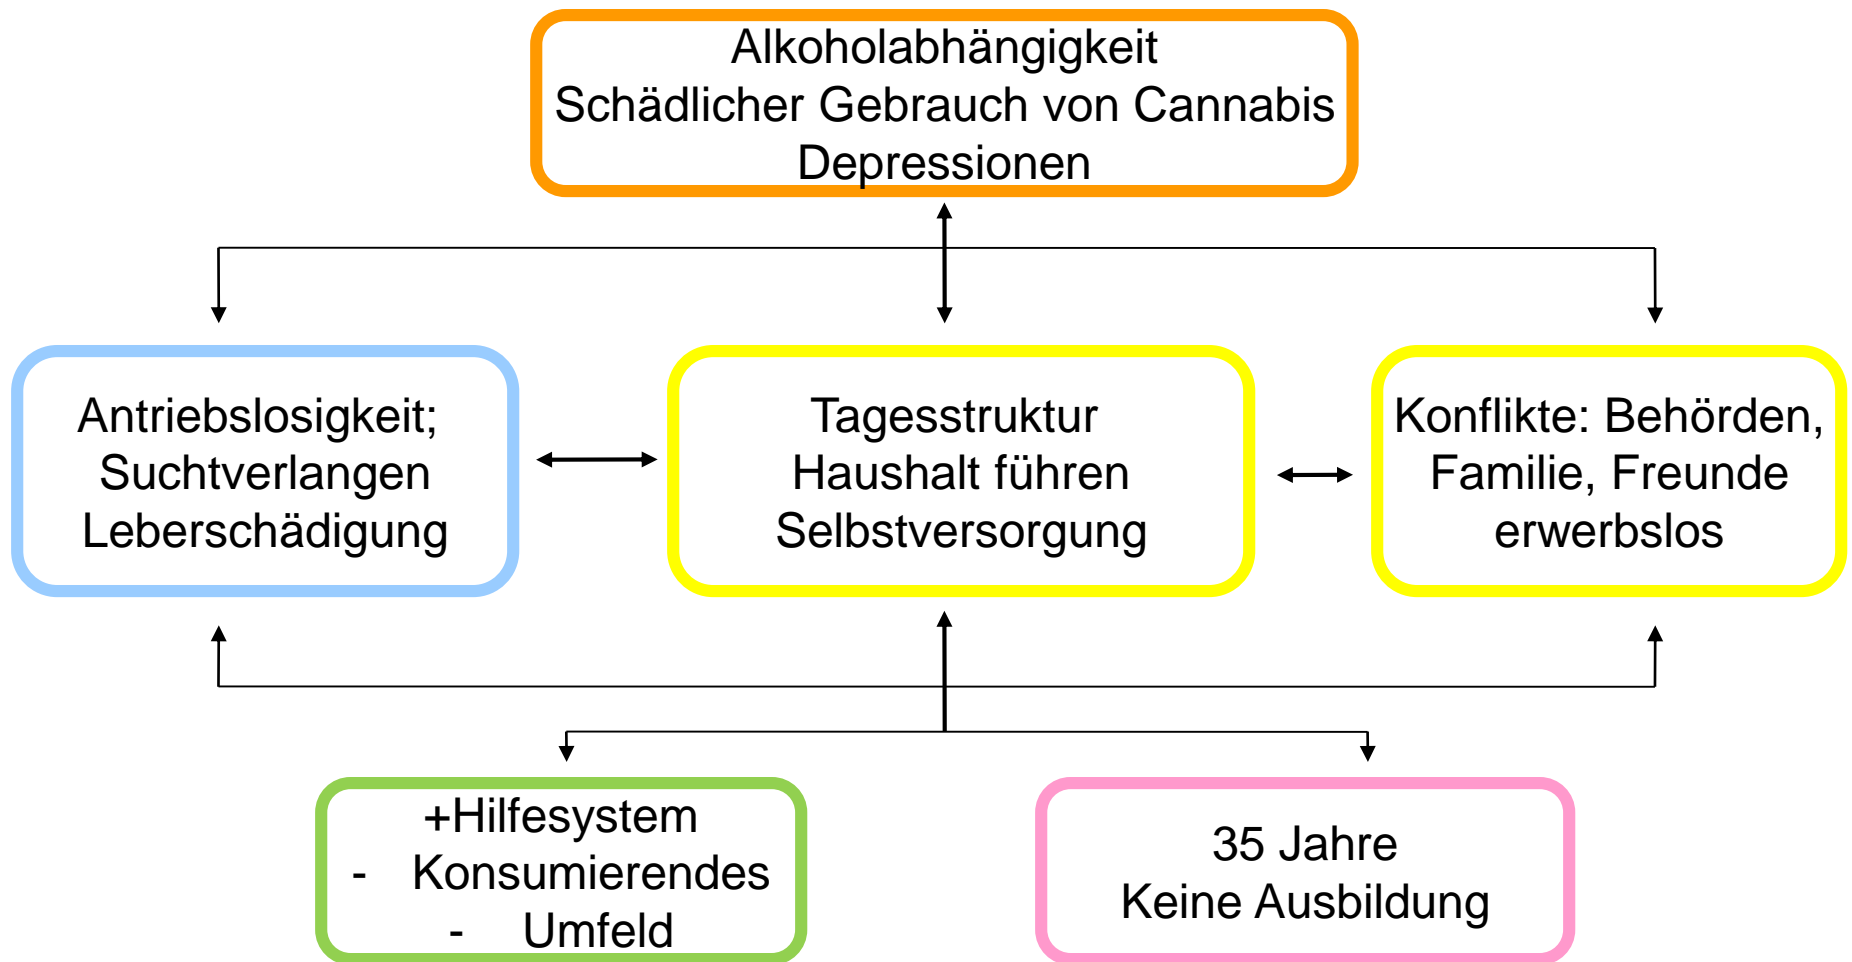 Alkoholabhängigkeit
Schädlicher Gebrauch von Cannabis
Depressionen
Antriebslosigkeit;
Suchtverlangen
Leberschädigung
Tagesstruktur
Haushalt führen
Selbstversorgung
Konflikte: Behörden,
Familie, Freunde
erwerbslos
+Hilfesystem
- Konsumierendes
- Umfeld
35 Jahre
Keine Ausbildung